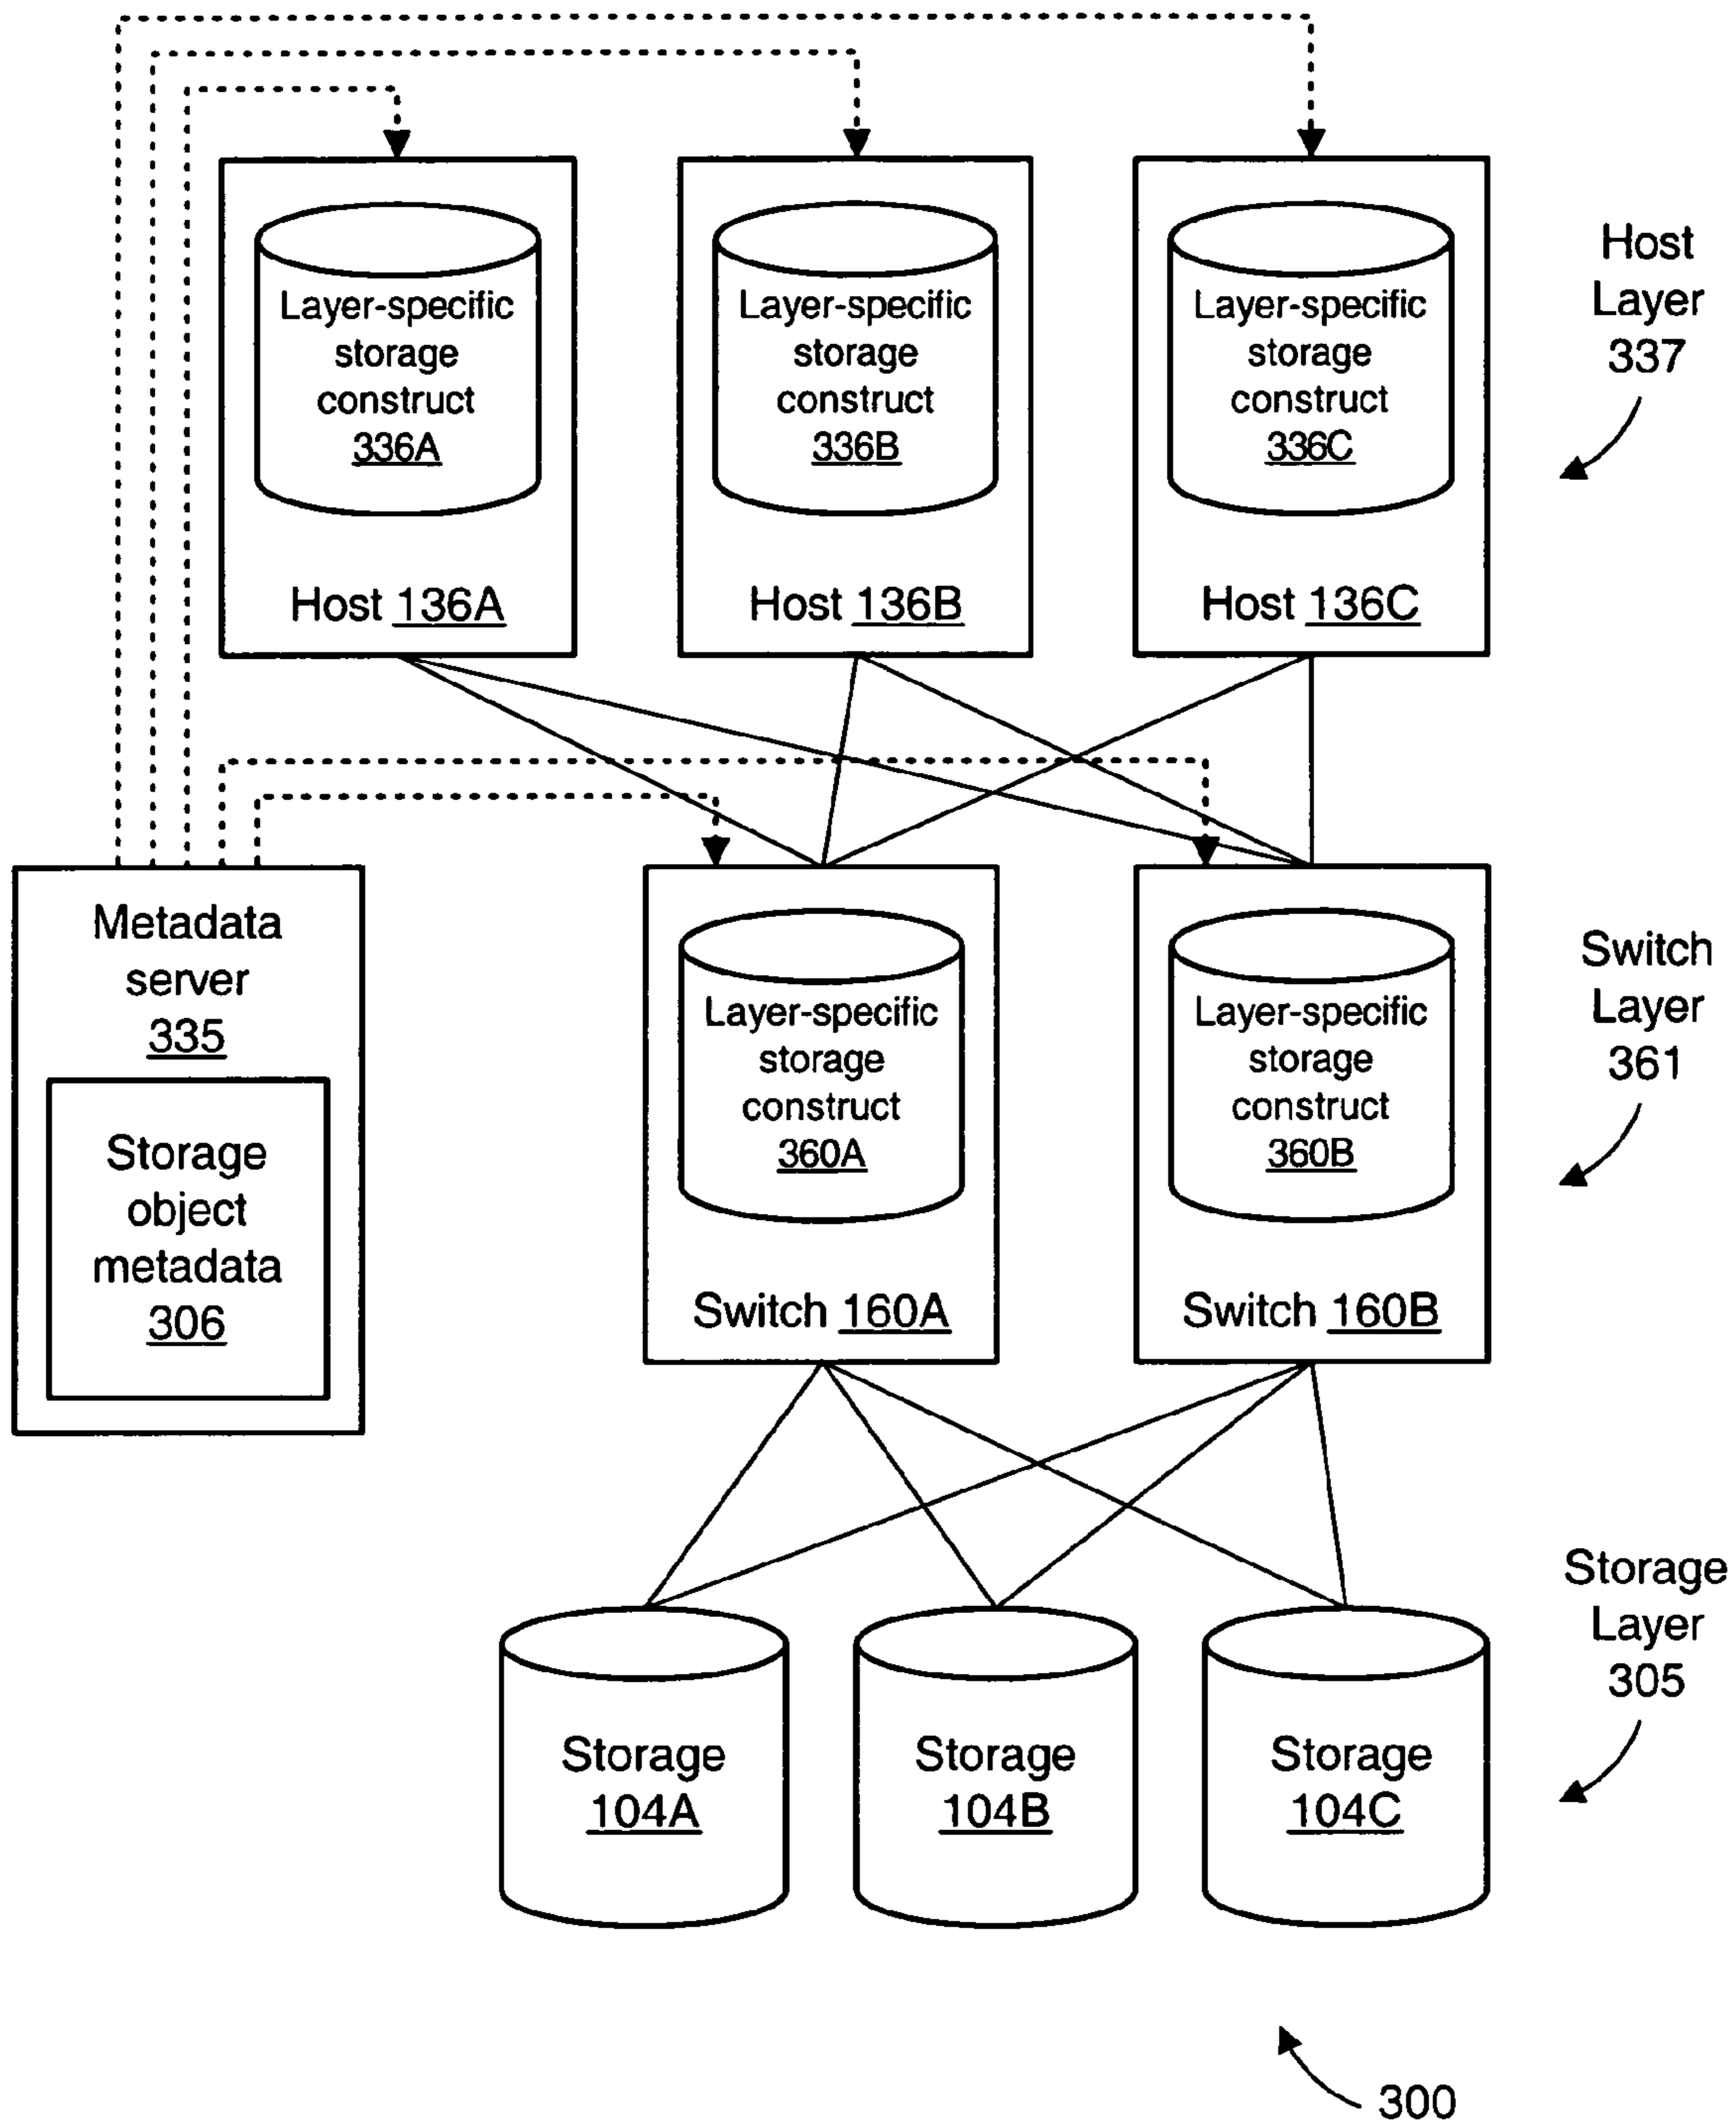 Layer-specific
storage
construct
336A
Host 136A
Layer-specific
storage
construct
336B
Host 136B
Layer-specific
storage
construct
336C
Host 136C
Host
Layer
337
Metadata
server
335
Storage
object
metadata
306
Layer-specific
storage
construct
360A
Switch 160A
Layer-specific
storage
construct
360B
Switch 160B
Switch
Layer
361
Storage
104A
Storage
104B
Storage
104C
Storage
Layer
305
300